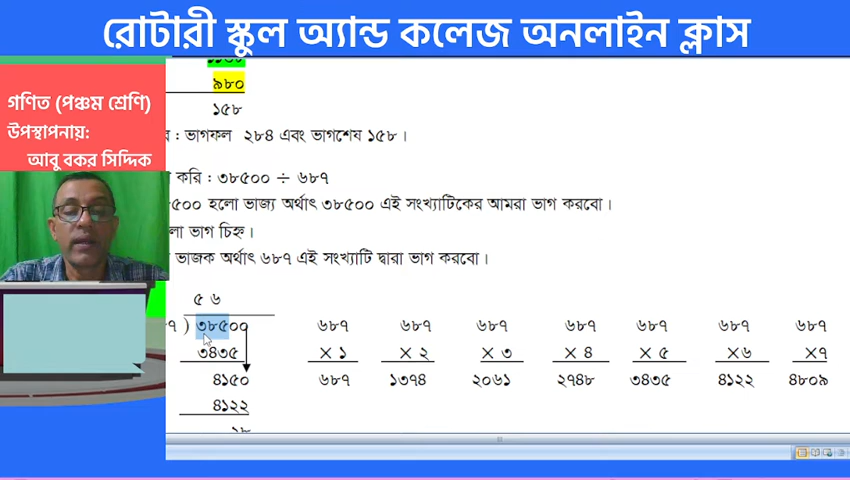 রোটারী স্কুল অ্যান্ড কলেজ অনলাইন ক্লাস
গণিত (পঞ্চম শ্রেণি)
উপস্থাপনায়:
আবু বকর সিদ্দিক
৯৮০
১৫৮
: ভাগফল ২৮৪ এবং ভাগশেষ ১৫৮।
করি : ৩৮৫০০ ÷ ৬৮৭
৫০০ হলো ভাজ্য অর্থাৎ ৩৮৫০০ এই সংখ্যাটিকের আমরা ভাগ করবো।
লা ভাগ চিহ্ন।
ভাজক অর্থাৎ ৬৮৭ এই সংখ্যাটি দ্বারা ভাগ করবো।
৫ ৬
৭ ) ৩৮৫০০ ৬৮৭ ৬৮৭ ৬৮৭ ৬৮৭ ৬৮৭ ৬৮৭ ৬৮৭
৩৪৩৫ × ১ × ২ × ৩ × ৪ × ৫ ×৬ ×৭
৪১৫০ ৬৮৭ ১৩৭৪ ২০৬১ ২৭৪৮ ৩৪৩৫ ৪১২২ ৪৮০৯
৪১২২
২৮